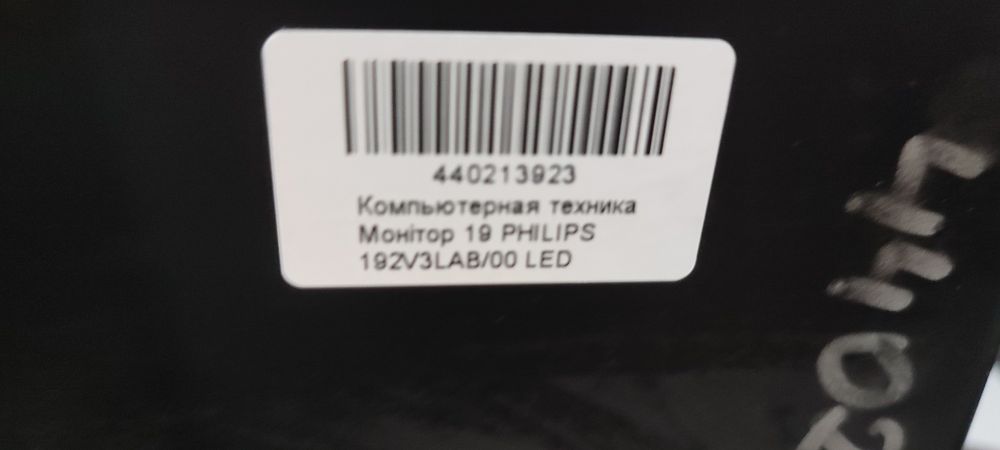 440213923
Компьютерная техника
Монітор 19 PHILIPS
192V3LAB/00 LED